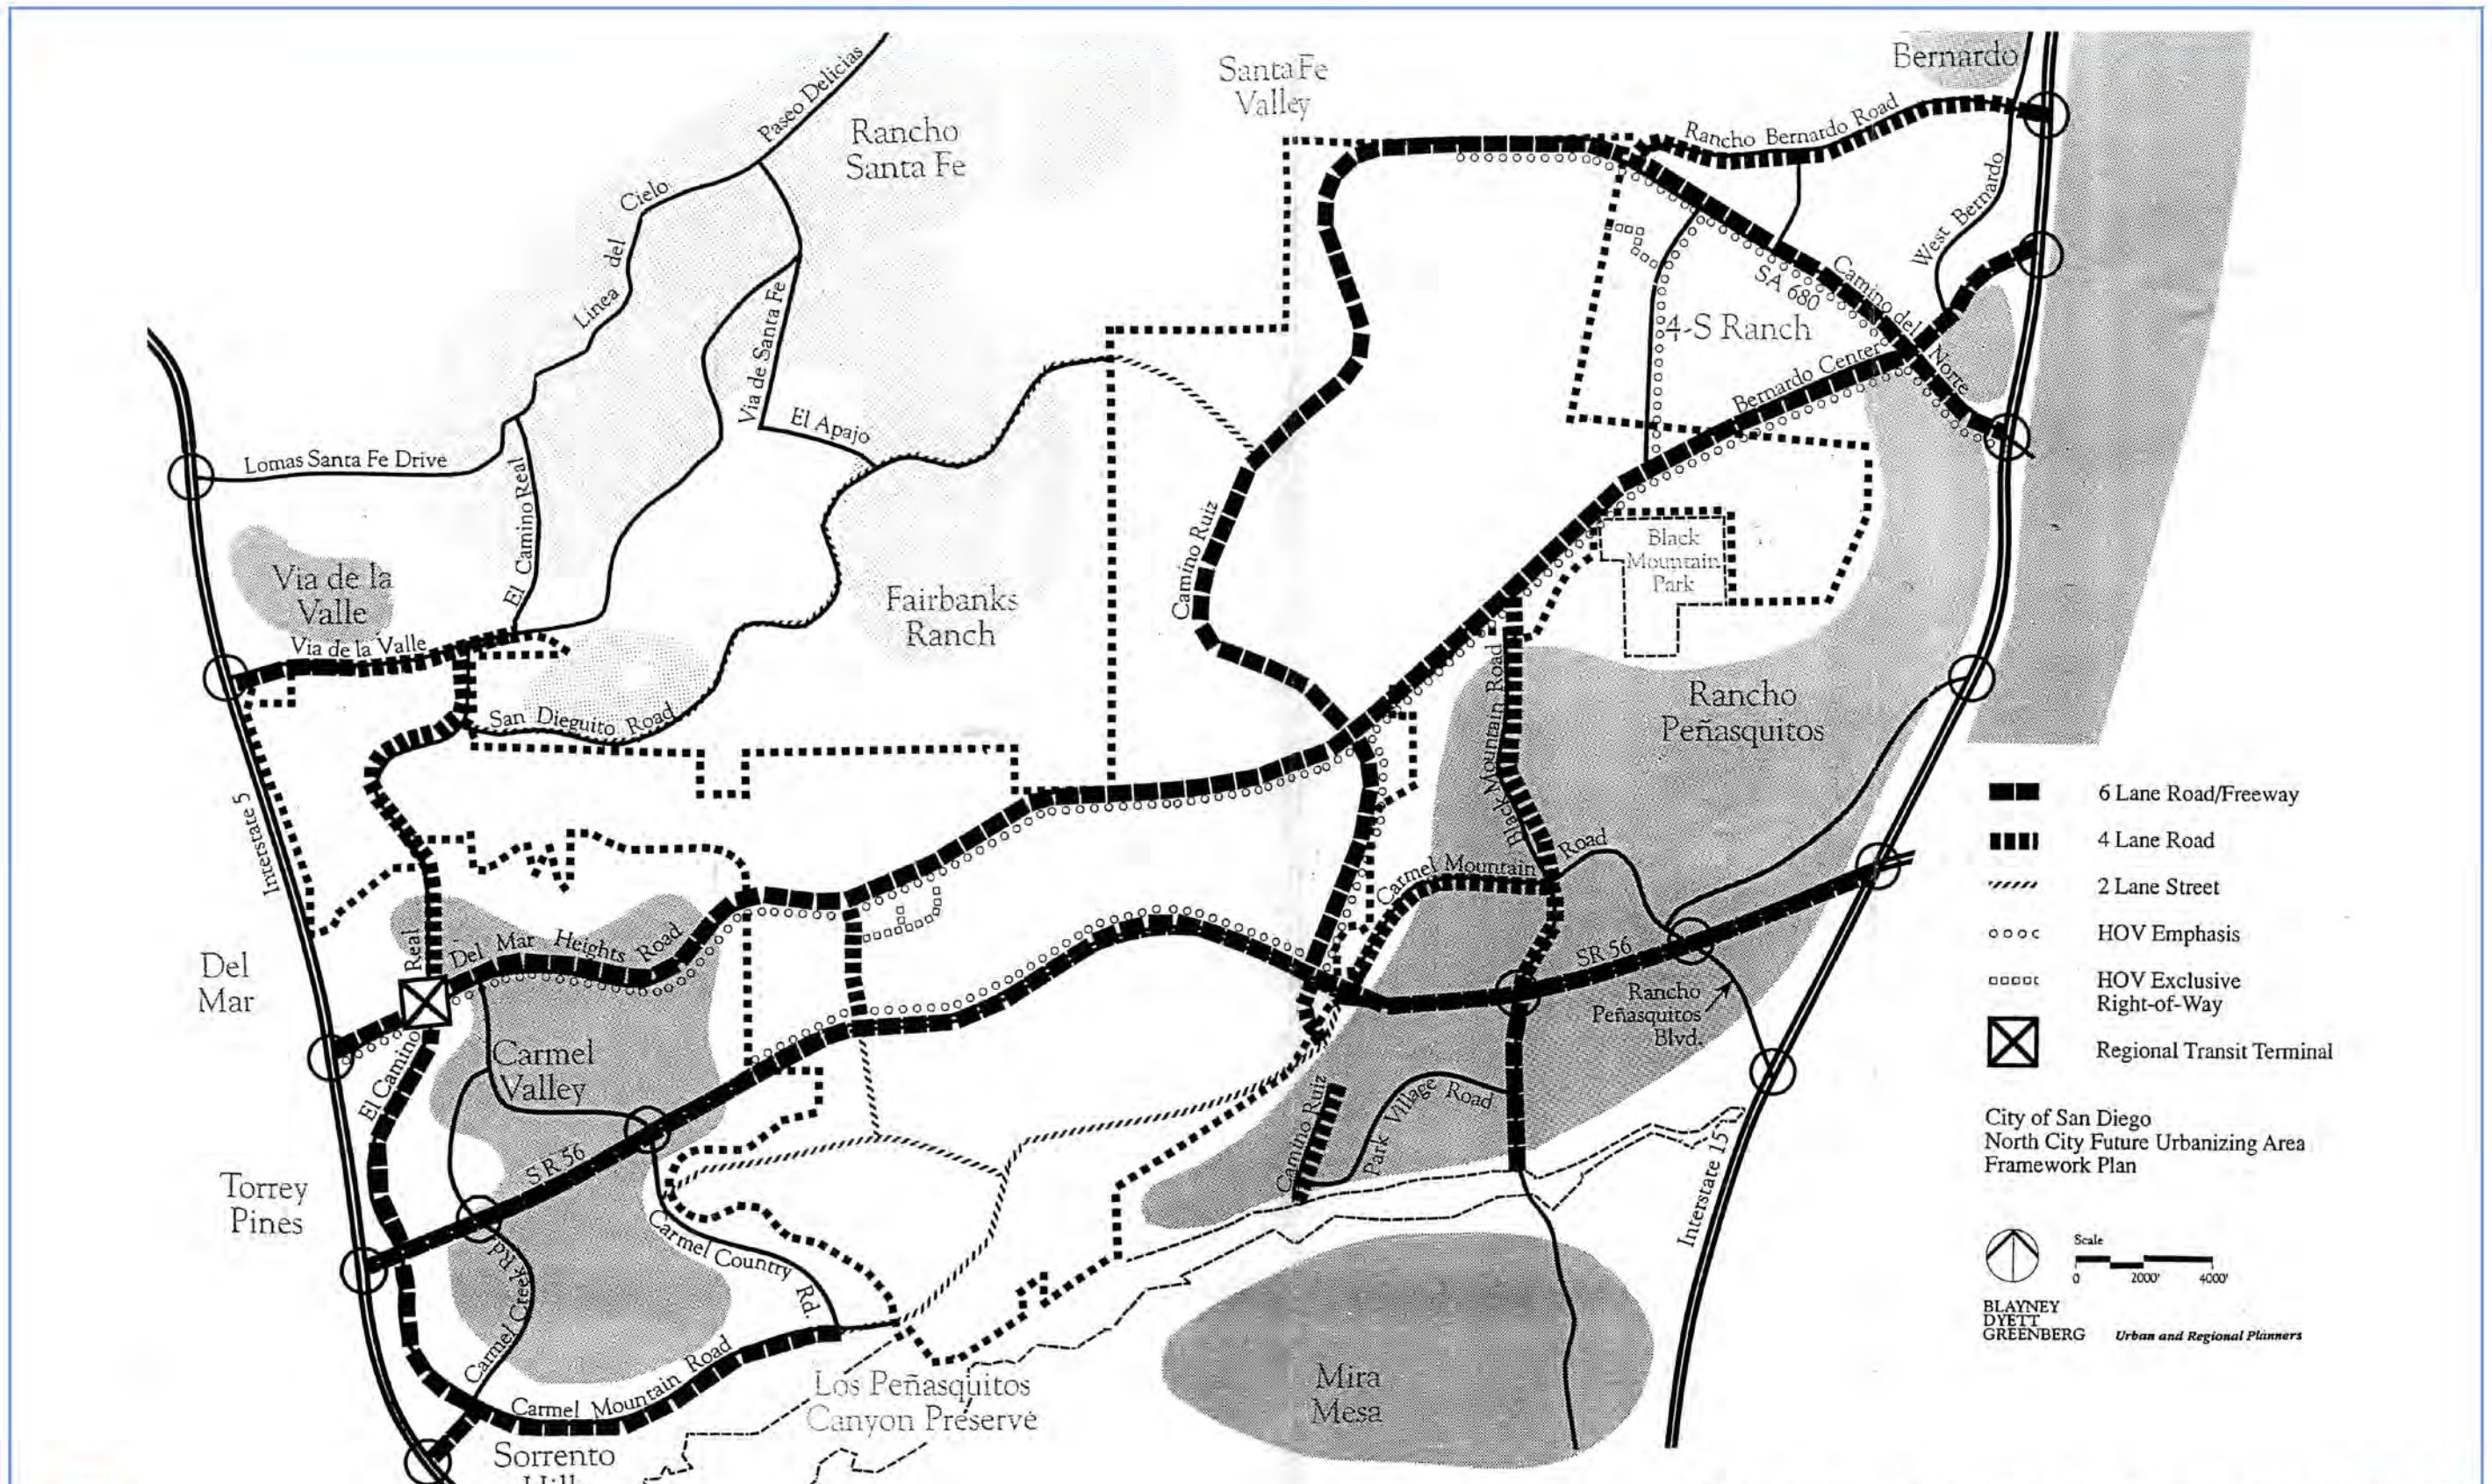 Bernardo
Santa Fe
Valley
Paseo Delicias
Rancho
Santa Fe
Rancho Bernardo Road
Cielo
del
Linea
West Bernardo
Camino del
Norte
SA 680
4-S Ranch
Via de Santa Fe
Bernardo Center
El Apajo
Lomas Santa Fe Drive
El Camino Real
Camino Ruiz
Black
Mountain
Park
Via de la
Valle
Fairbanks
Ranch
Via de la Valle
Black Mountain Road
Rancho
Peñasquitos
San Dieguito Road
Interstate 5
Black
Road
Carmel Mountain
Real
Del Mar Heights Road
SR 56
Del
Mar
Rancho
Peñasquitos
Blvd.
Carmel
Valley
El Camino
Camino Ruiz
Park Village Road
SR 56
Interstate 15
Torrey
Pines
Carmel Country
Rd.
Carmel Creek Rd
Carmel Mountain Road
Los Peñasquitos
Canyon Preserve
Mira
Mesa
Sorrento
6 Lane Road/Freeway
4 Lane Road
2 Lane Street
HOV Emphasis
HOV Exclusive
Right-of-Way
Regional Transit Terminal
City of San Diego
North City Future Urbanizing Area
Framework Plan
Scale
0 2000' 4000'
BLAYNEY
DYETT
GREENBERG Urban and Regional Planners